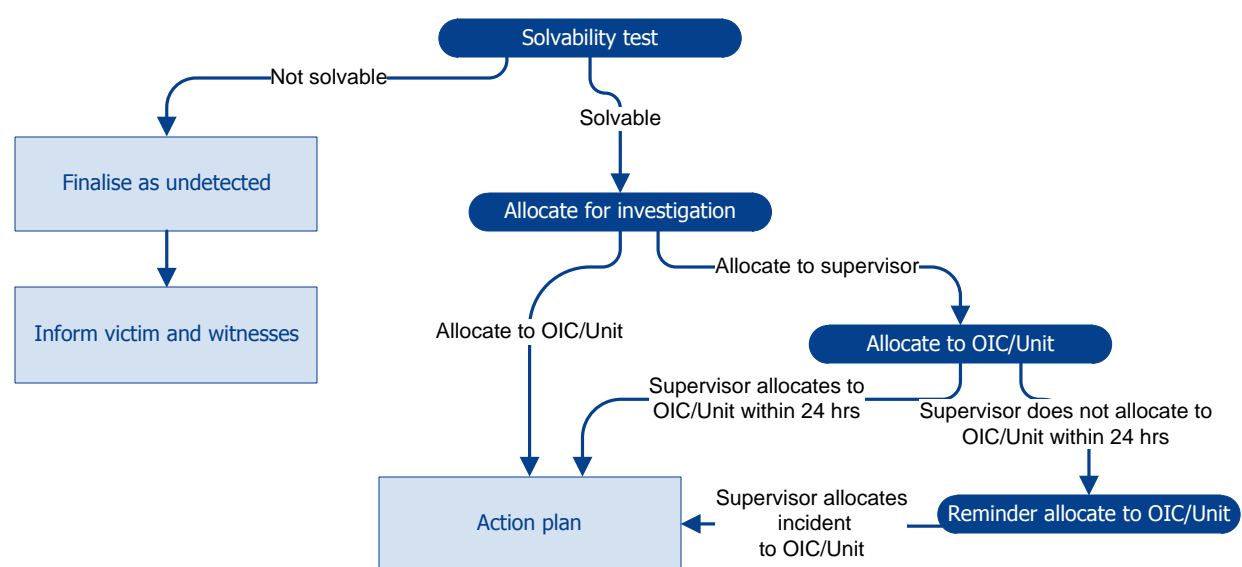 Solvability test
Not solvable
Solvable
Finalise as undetected
Allocate for investigation
Allocate to supervisor
Inform victim and witnesses
Allocate to OIC/Unit
Allocate to OIC/Unit
Supervisor allocates to
OIC/Unit within 24 hrs
Supervisor does not allocate to
OIC/Unit within 24 hrs
Action plan
Supervisor allocates
incident
to OIC/Unit
Reminder allocate to OIC/Unit